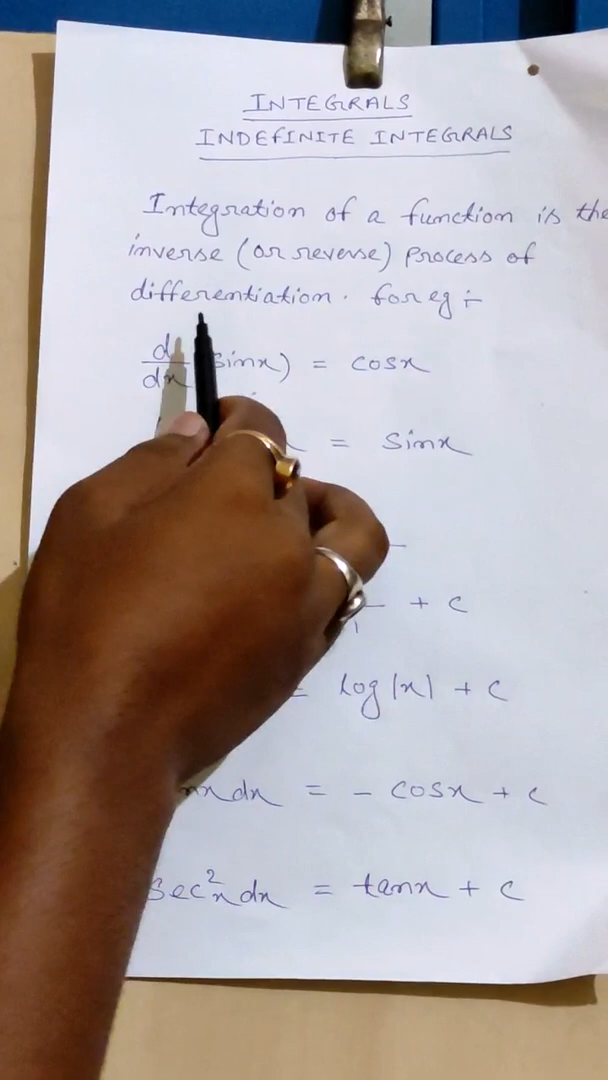 INTEGRALS
INDEFINITE INTEGRALS
Integration of a function is the
inverse (or reverse) process of
differentiation. For eg :-
d/dx sinx) = cosx
= sinx
+ c
= log |x| + c
x dx = - cosx + c
sec²x dx = tanx + c